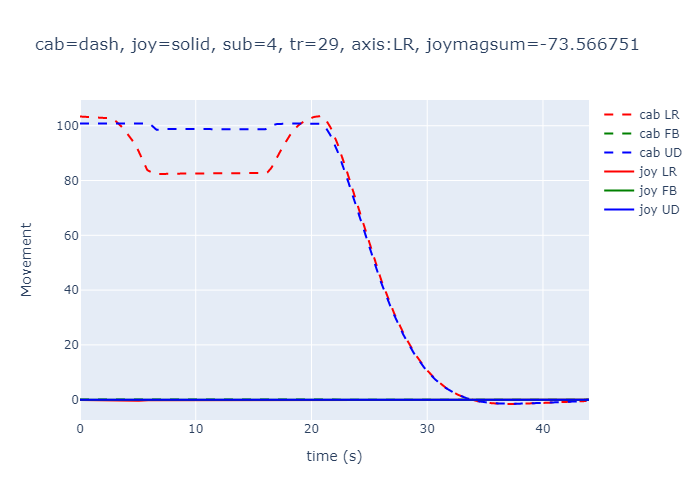 cab=dash, joy=solid, sub=4, tr=29, axis:LR, joymagsum=-73.566751
cab LR
cab FB
cab UD
joy LR
joy FB
joy UD
Movement
100
80
60
40
20
0
0 10 20 30 40
time (s)